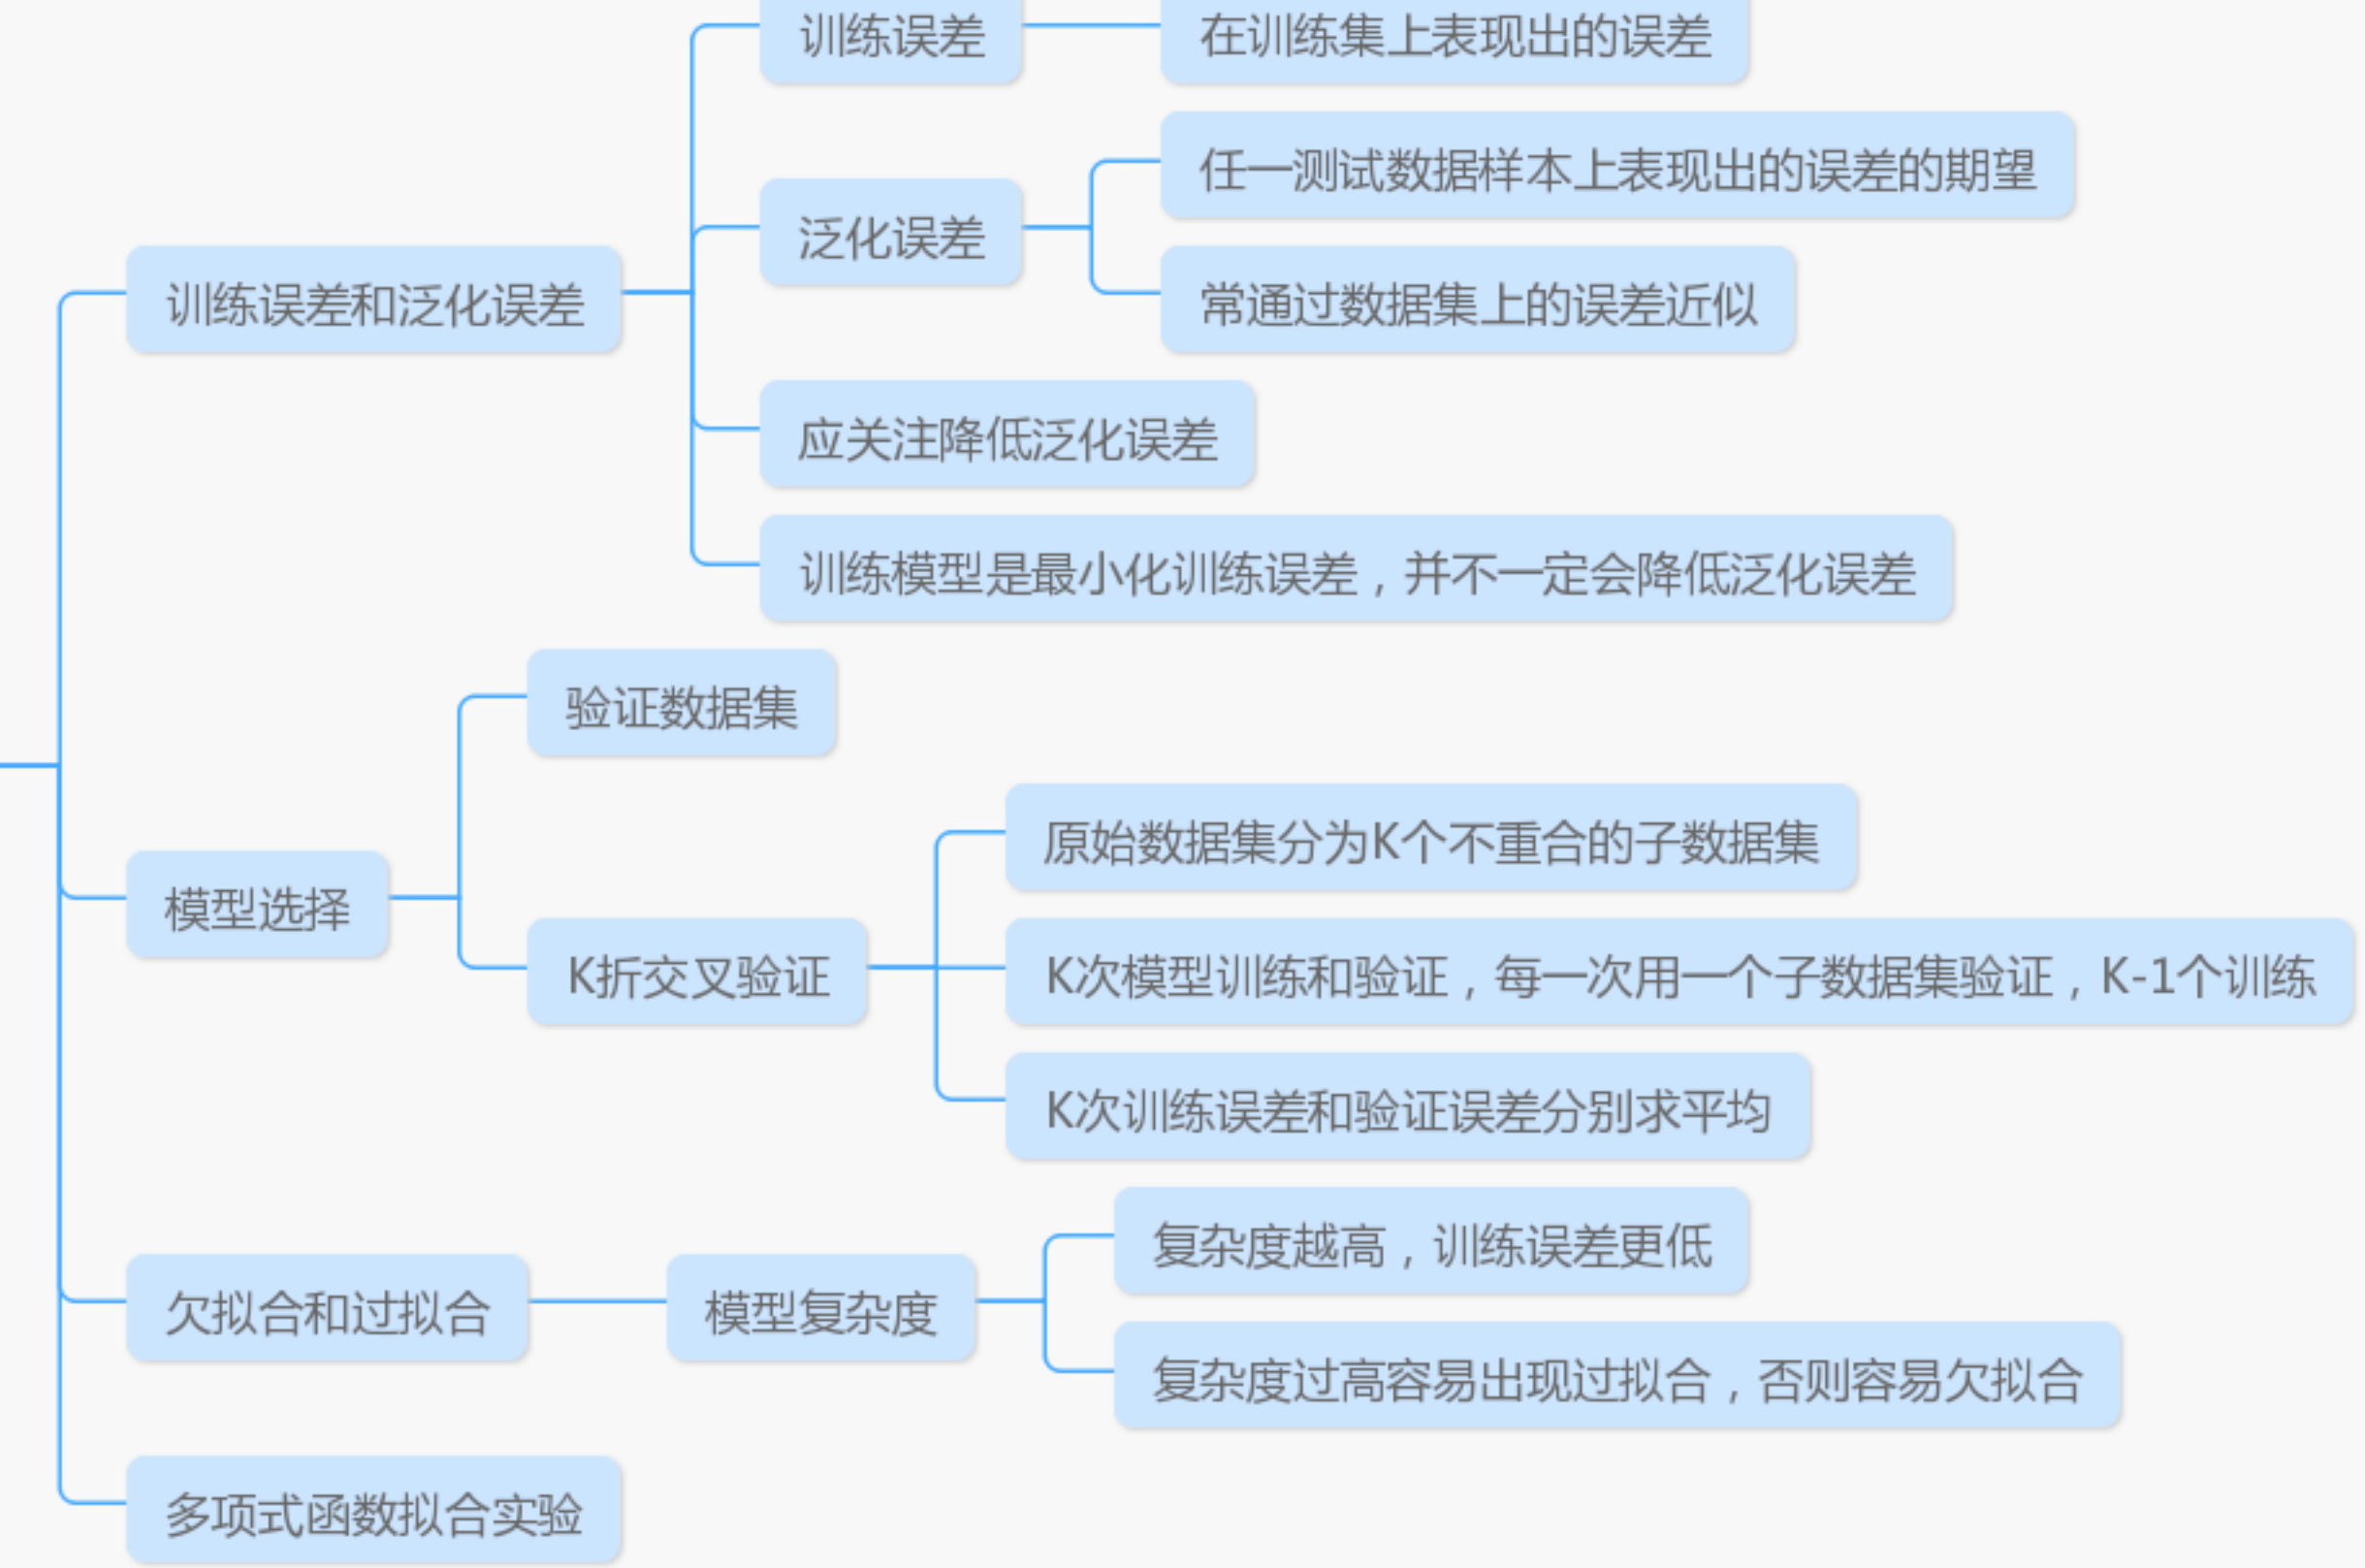 训练误差
在训练集上表现出的误差
任一测试数据样本上表现出的误差的期望
泛化误差
训练误差和泛化误差
常通过数据集上的误差近似
应关注降低泛化误差
训练模型是最小化训练误差，并不一定会降低泛化误差
验证数据集
原始数据集分为K个不重合的子数据集
模型选择
K折交叉验证
K次模型训练和验证，每一次用一个子数据集验证，K-1个训练
K次训练误差和验证误差分别求平均
复杂度越高，训练误差更低
欠拟合和过拟合
模型复杂度
复杂度过高容易出现过拟合，否则容易欠拟合
多项式函数拟合实验